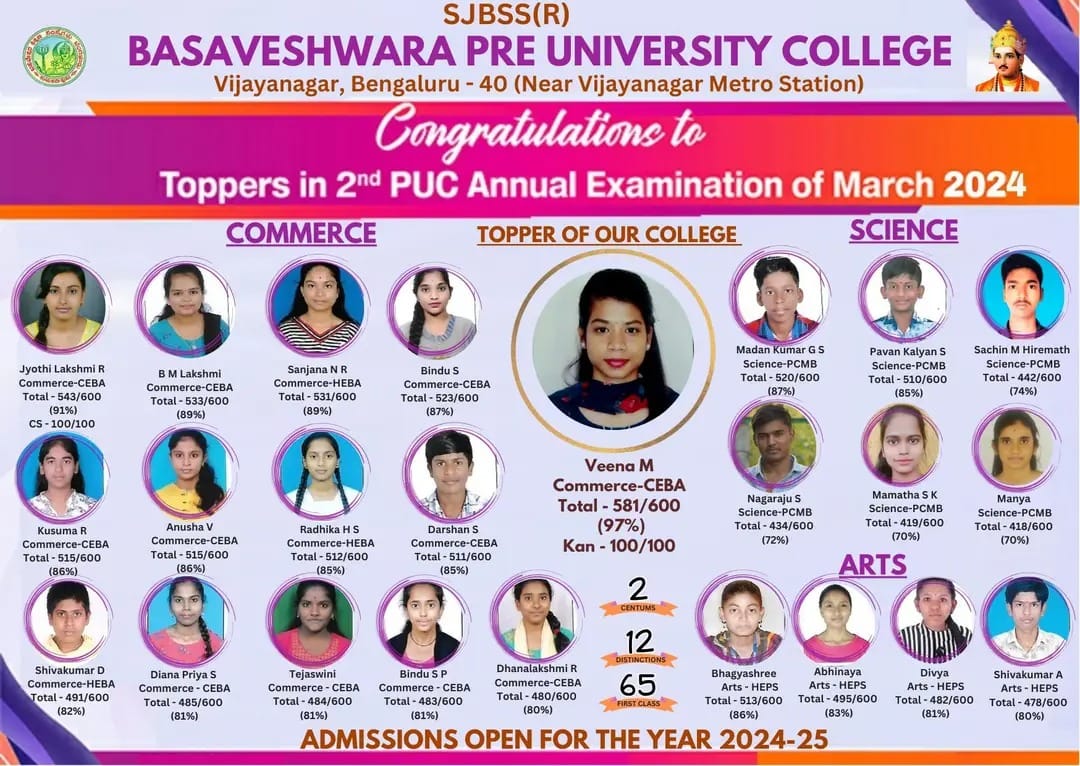 SJBSS(R)
BASAVESHWARA PRE UNIVERSITY COLLEGE
Vijayanagar, Bengaluru - 40 (Near Vijayanagar Metro Station)
Congratulations to
Toppers in 2nd PUC Annual Examination of March 2024
COMMERCE
Jyothi Lakshmi R
Commerce-CEBA
Total - 543/600
(91%)
CS - 100/100
B M Lakshmi
Commerce-CEBA
Total - 533/600
(89%)
Sanjana N R
Commerce-HEBA
Total - 531/600
(89%)
Bindu S
Commerce-CEBA
Total - 523/600
(87%)
Kusuma R
Commerce-CEBA
Total - 515/600
(86%)
Anusha V
Commerce-CEBA
Total - 515/600
(86%)
Radhika H S
Commerce-HEBA
Total - 512/600
(85%)
Darshan S
Commerce-CEBA
Total - 511/600
(85%)
Shivakumar D
Commerce-HEBA
Total - 491/600
(82%)
Diana Priya S
Commerce - CEBA
Total - 485/600
(81%)
Tejaswini
Commerce - CEBA
Total - 484/600
(81%)
Bindu S P
Commerce - CEBA
Total - 483/600
(81%)
Dhanalakshmi R
Commerce-CEBA
Total - 480/600
(80%)
TOPPER OF OUR COLLEGE
Veena M
Commerce-CEBA
Total - 581/600
(97%)
Kan - 100/100
2
CENTUMS
12
DISTINCTIONS
65
FIRST CLASS
SCIENCE
Madan Kumar G S
Science-PCMB
Total - 520/600
(87%)
Pavan Kalyan S
Science-PCMB
Total - 510/600
(85%)
Sachin M Hiremath
Science-PCMB
Total - 442/600
(74%)
Nagaraju S
Science-PCMB
Total - 434/600
(72%)
Mamatha S K
Science-PCMB
Total - 419/600
(70%)
Manya
Science-PCMB
Total - 418/600
(70%)
ARTS
Bhagyashree
Arts - HEPS
Total - 513/600
(86%)
Abhinaya
Arts - HEPS
Total - 495/600
(83%)
Divya
Arts - HEPS
Total - 482/600
(81%)
Shivakumar A
Arts - HEPS
Total - 478/600
(80%)
ADMISSIONS OPEN FOR THE YEAR 2024-25